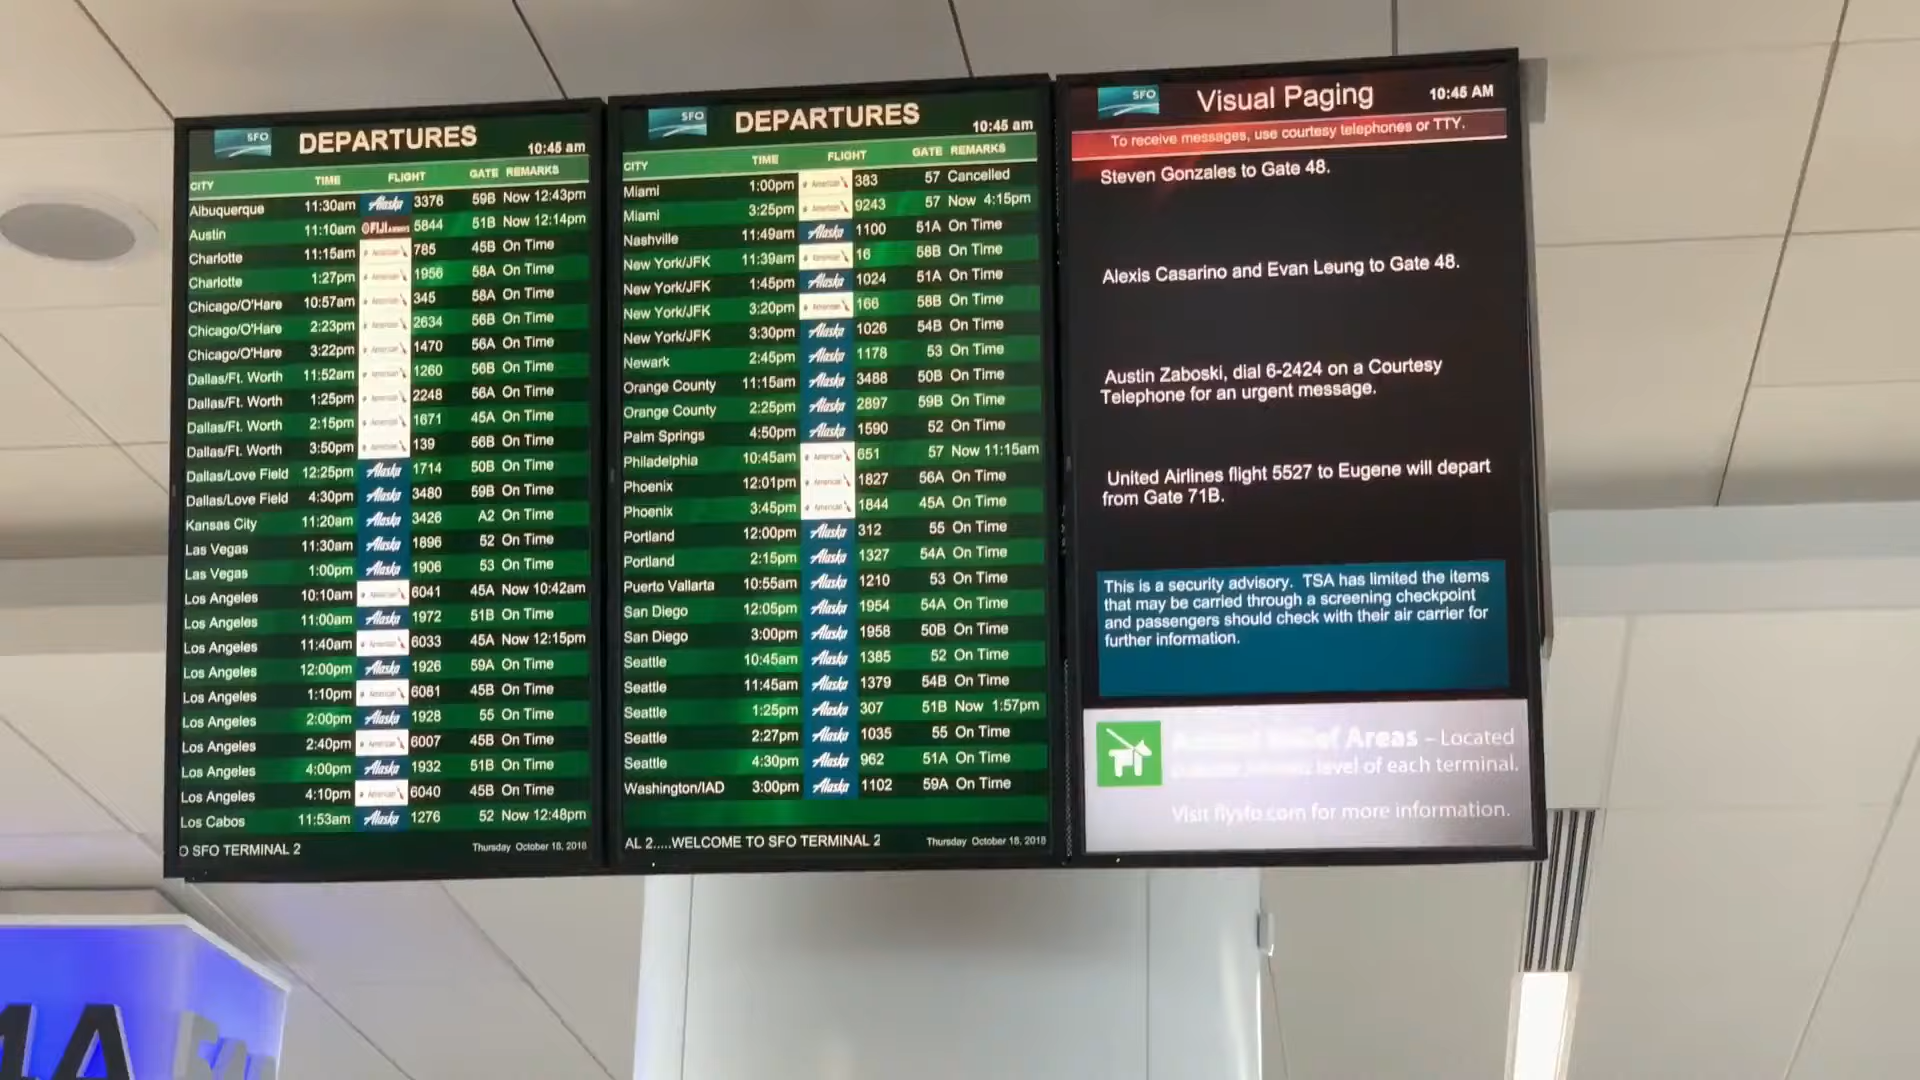 SFO DEPARTURES 10:45 am
CITY TIME FLIGHT GATE REMARKS
Albuquerque 11:30am Alaska 3376 59B Now 12:43pm
Austin 11:10am FIJI AIRWAYS 5844 51B Now 12:14pm
Charlotte 11:15am American 785 45B On Time
Charlotte 1:27pm American 1956 58A On Time
Chicago/O'Hare 10:57am American 345 58A On Time
Chicago/O'Hare 2:23pm American 2634 56B On Time
Chicago/O'Hare 3:22pm American 1470 56A On Time
Dallas/Ft. Worth 11:52am American 1260 56B On Time
Dallas/Ft. Worth 1:25pm American 2248 56A On Time
Dallas/Ft. Worth 2:15pm American 1671 45A On Time
Dallas/Ft. Worth 3:50pm American 139 56B On Time
Dallas/Love Field 12:25pm Alaska 1714 50B On Time
Dallas/Love Field 4:30pm Alaska 3480 59B On Time
Kansas City 11:20am Alaska 3426 A2 On Time
Las Vegas 11:30am Alaska 1896 52 On Time
Las Vegas 1:00pm Alaska 1906 53 On Time
Los Angeles 10:10am American 6041 45A Now 10:42am
Los Angeles 11:00am Alaska 1972 51B On Time
Los Angeles 11:40am American 6033 45A Now 12:15pm
Los Angeles 12:00pm Alaska 1926 59A On Time
Los Angeles 1:10pm American 6081 45B On Time
Los Angeles 2:00pm Alaska 1928 55 On Time
Los Angeles 2:40pm American 6007 45B On Time
Los Angeles 4:00pm Alaska 1932 51B On Time
Los Angeles 4:10pm American 6040 45B On Time
Los Cabos 11:53am Alaska 1276 52 Now 12:48pm
O SFO TERMINAL 2 Thursday October 18, 2018
SFO DEPARTURES 10:45 am
CITY TIME FLIGHT GATE REMARKS
Miami 1:00pm American 383 57 Cancelled
Miami 3:25pm American 9243 57 Now 4:15pm
Nashville 11:49am Alaska 1100 51A On Time
New York/JFK 11:39am American 16 58B On Time
New York/JFK 1:45pm Alaska 1024 51A On Time
New York/JFK 3:20pm American 166 58B On Time
New York/JFK 3:30pm Alaska 1026 54B On Time
Newark 2:45pm Alaska 1178 53 On Time
Orange County 11:15am Alaska 3488 50B On Time
Orange County 2:25pm Alaska 2897 59B On Time
Palm Springs 4:50pm Alaska 1590 52 On Time
Philadelphia 10:45am American 651 57 Now 11:15am
Phoenix 12:01pm American 1827 56A On Time
Phoenix 3:45pm American 1844 45A On Time
Portland 12:00pm Alaska 312 55 On Time
Portland 2:15pm Alaska 1327 54A On Time
Puerto Vallarta 10:55am Alaska 1210 53 On Time
San Diego 12:05pm Alaska 1954 54A On Time
San Diego 3:00pm Alaska 1958 50B On Time
Seattle 10:45am Alaska 1385 52 On Time
Seattle 11:45am Alaska 1379 54B On Time
Seattle 1:25pm Alaska 307 51B Now 1:57pm
Seattle 2:27pm Alaska 1035 55 On Time
Seattle 4:30pm Alaska 962 51A On Time
Washington/IAD 3:00pm Alaska 1102 59A On Time
AL 2.....WELCOME TO SFO TERMINAL 2 Thursday October 18, 2018
SFO Visual Paging 10:45 AM
To receive messages, use courtesy telephones or TTY.
Steven Gonzales to Gate 48.
Alexis Casarino and Evan Leung to Gate 48.
Austin Zaboski, dial 6-2424 on a Courtesy
Telephone for an urgent message.
United Airlines flight 5527 to Eugene will depart
from Gate 71B.
This is a security advisory. TSA has limited the items
that may be carried through a screening checkpoint
and passengers should check with their air carrier for
further information.
Areas – Located
level of each terminal.
Visit flysfo.com for more information.